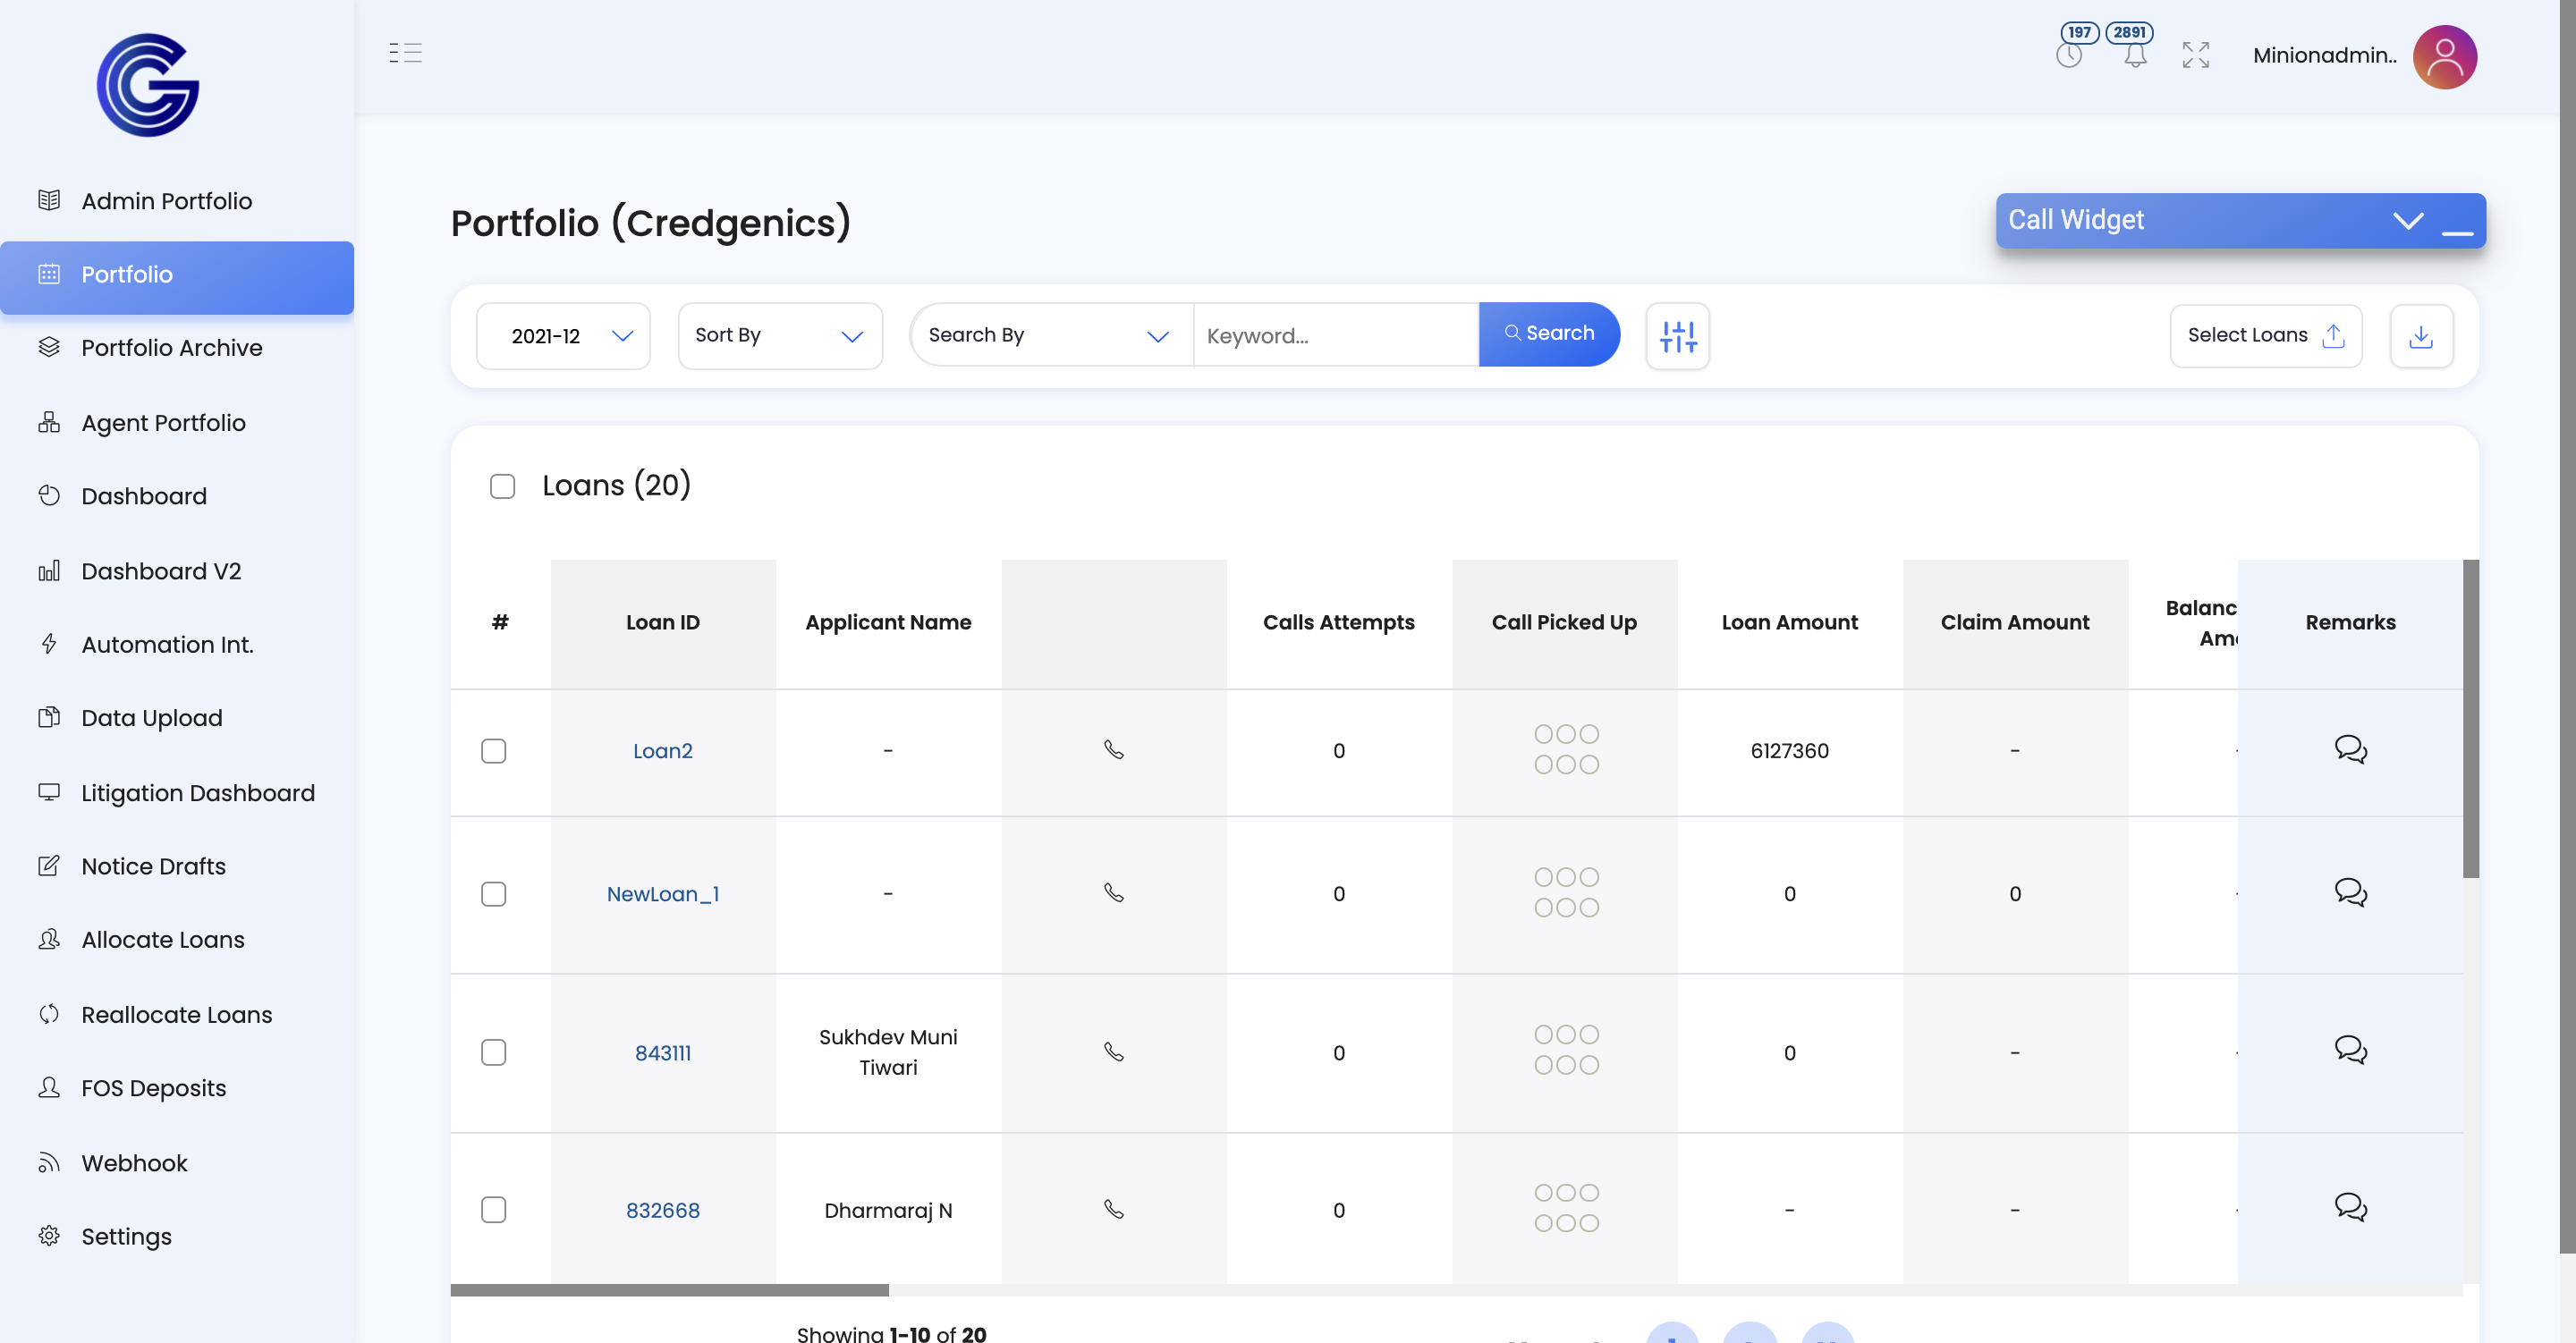 197
2891
Minionadmin..
Admin Portfolio
Portfolio
Portfolio Archive
Agent Portfolio
Dashboard
Dashboard V2
Automation Int.
Data Upload
Litigation Dashboard
Notice Drafts
Allocate Loans
Reallocate Loans
FOS Deposits
Webhook
Settings
Portfolio (Credgenics)
Call Widget
2021-12
Sort By
Search By
Keyword...
Search
Select Loans
Loans (20)
# Loan ID Applicant Name Calls Attempts Call Picked Up Loan Amount Claim Amount Remarks
Loan2 - 0 6127360 -
NewLoan_1 - 0 0 0
843111 Sukhdev Muni 0 0 -
Tiwari
832668 Dharmaraj N 0 - -
Showing 1-10 of 20